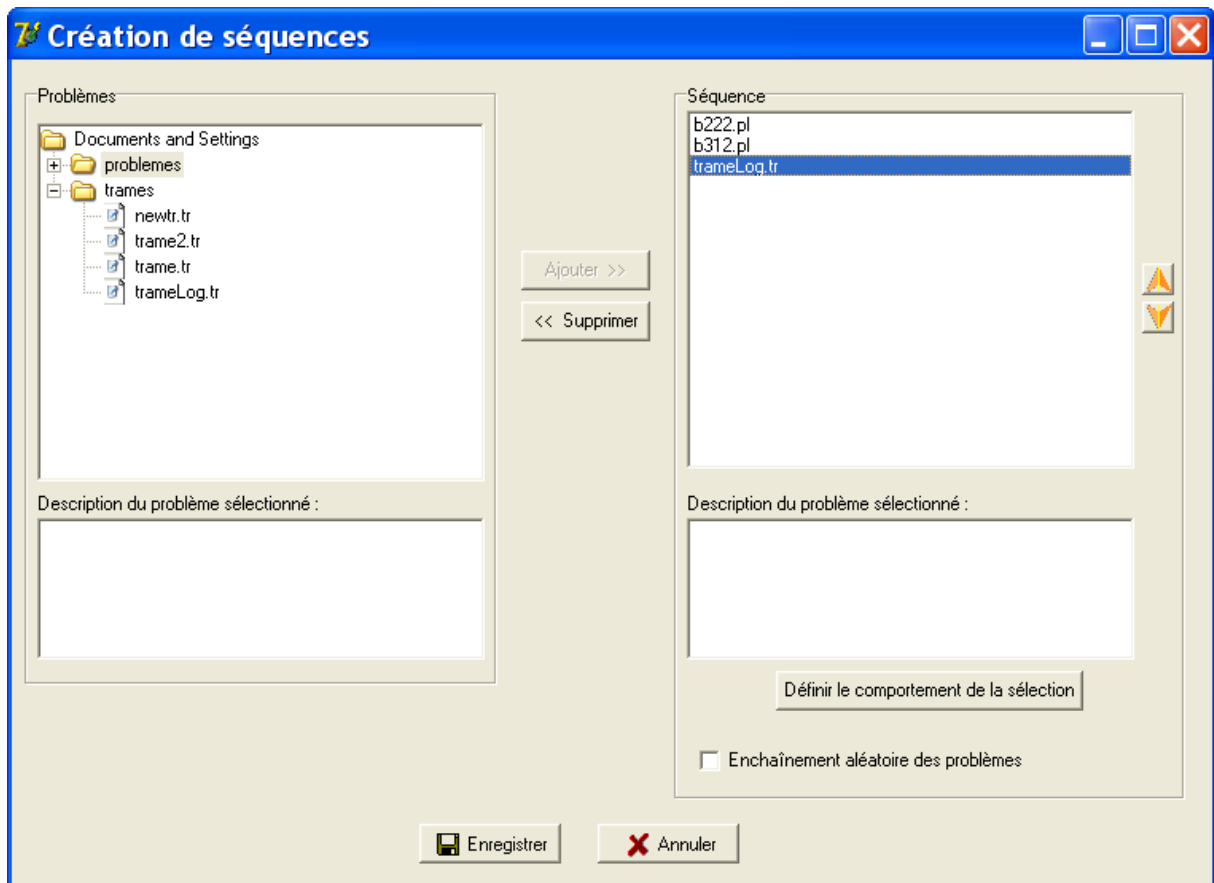 Création de séquences
Problèmes
Documents and Settings
problemes
trames
newtr.tr
trame2.tr
trame.tr
trameLog.tr
Description du problème sélectionné :
Ajouter >>
<< Supprimer
Séquence
b222.pl
b312.pl
trameLog.tr
Description du problème sélectionné :
Définir le comportement de la sélection
Enchaînement aléatoire des problèmes
Enregistrer
Annuler